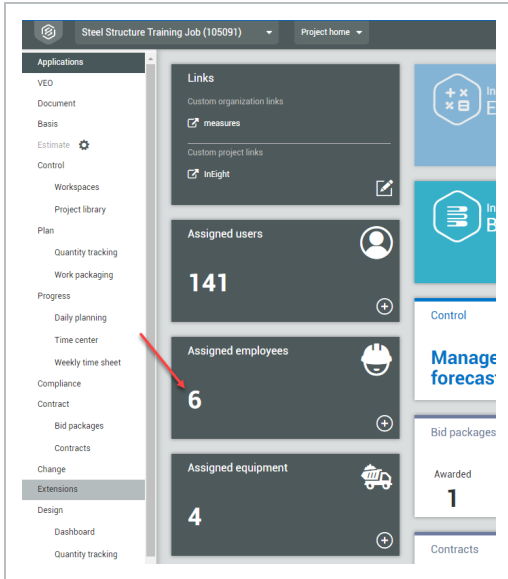 Steel Structure Training Job (105091)
Project home
Applications
VEO
Document
Basis
Estimate
Control
Workspaces
Project library
Plan
Quantity tracking
Work packaging
Progress
Daily planning
Time center
Weekly time sheet
Compliance
Contract
Bid packages
Contracts
Change
Extensions
Design
Dashboard
Quantity tracking
Links
Custom organization links
measures
Custom project links
InEight
Assigned users
141
Assigned employees
6
Assigned equipment
4
In
E
In
B
Control
Manage
forecas
Bid packages
Awarded
1
Contracts